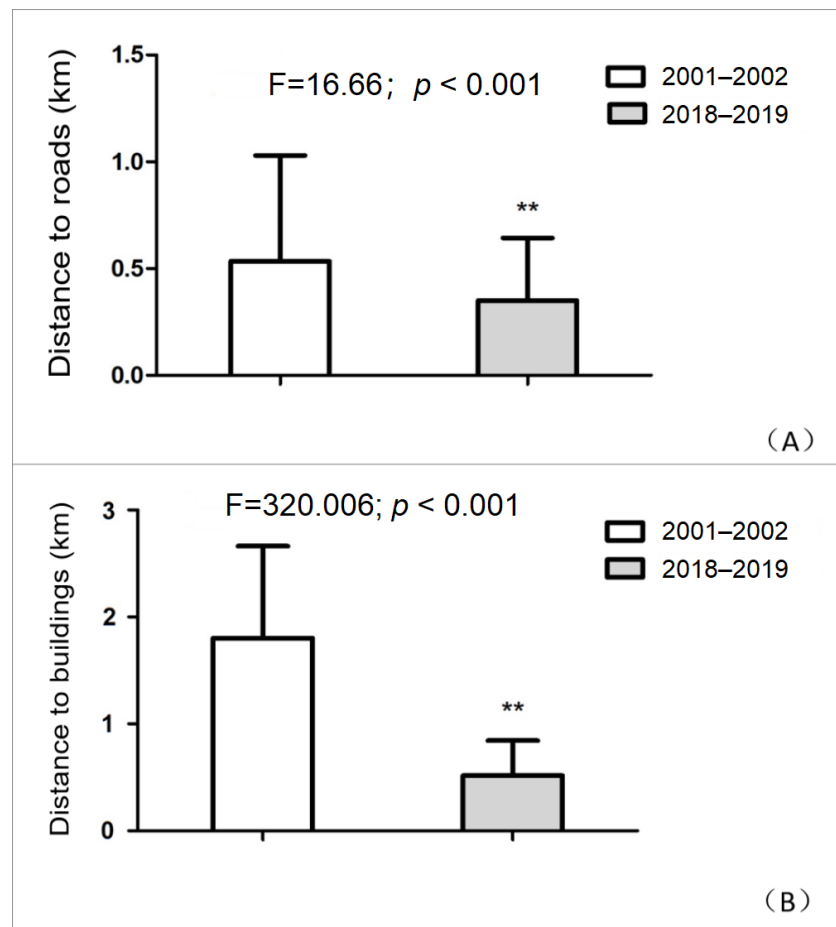 1.5
F=16.66; p < 0.001
2001–2002
2018–2019
Distance to roads (km)
1.0
**
0.5
0.0
（A）
F=320.006; p < 0.001
3
2001–2002
2018–2019
Distance to buildings (km)
2
**
1
0
（B）